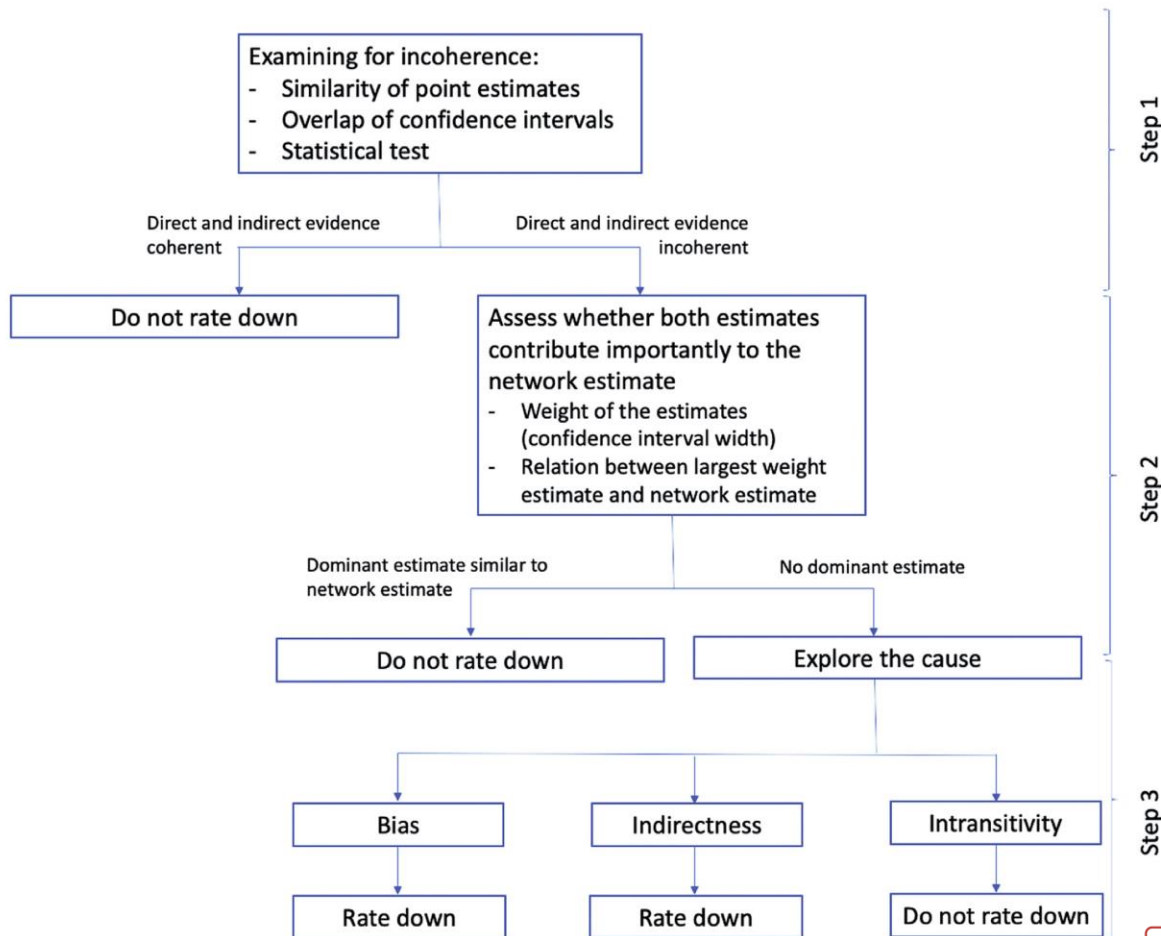 Examining for incoherence:
- Similarity of point estimates
- Overlap of confidence intervals
- Statistical test
Step 1
Direct and indirect evidence
coherent
Direct and indirect evidence
incoherent
Do not rate down
Assess whether both estimates
contribute importantly to the
network estimate
- Weight of the estimates
(confidence interval width)
- Relation between largest weight
estimate and network estimate
Step 2
Dominant estimate similar to
network estimate
No dominant estimate
Do not rate down
Explore the cause
Step 3
Bias
Indirectness
Intransitivity
Rate down
Rate down
Do not rate down